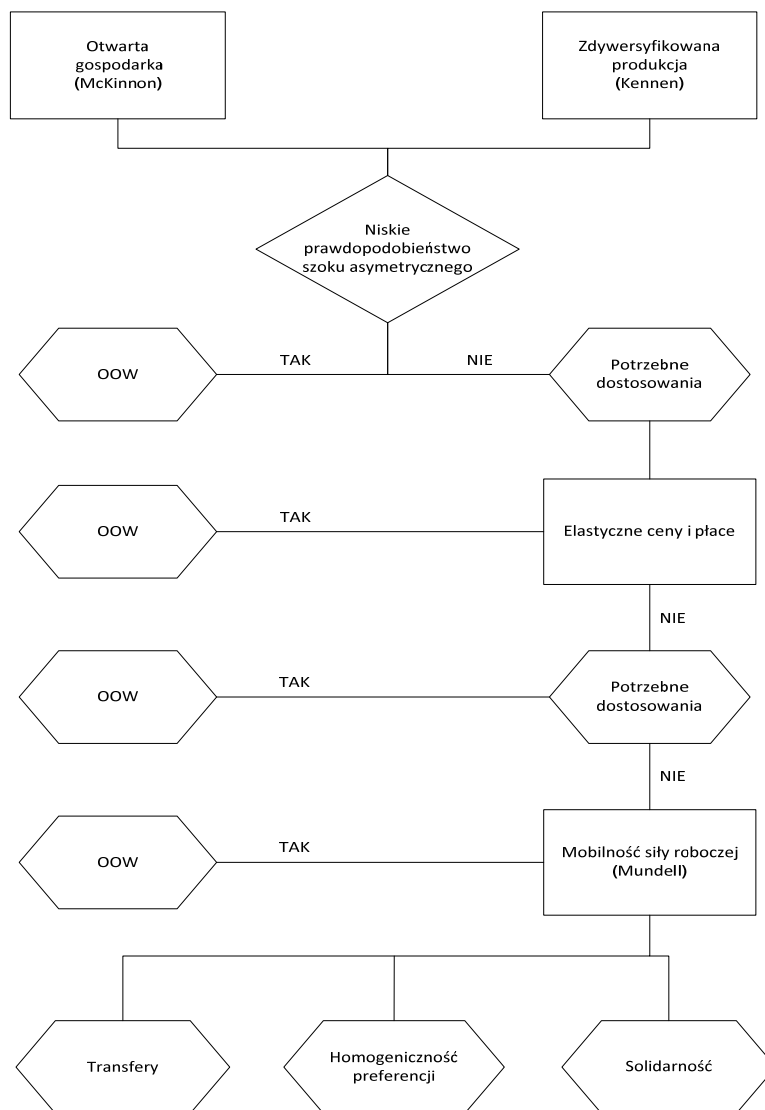 Otwarta
gospodarka
(McKinnon)
Zdywersyfikowana
produkcja
(Kennen)
Niskie
prawdopodobieństwo
szoku asymetrycznego
OOW
TAK
NIE
Potrzebne
dostosowania
OOW
TAK
Elastyczne ceny i płace
NIE
OOW
TAK
Potrzebne
dostosowania
NIE
OOW
TAK
Mobilność siły roboczej
(Mundell)
Transfery
Homogeniczność
preferencji
Solidarność